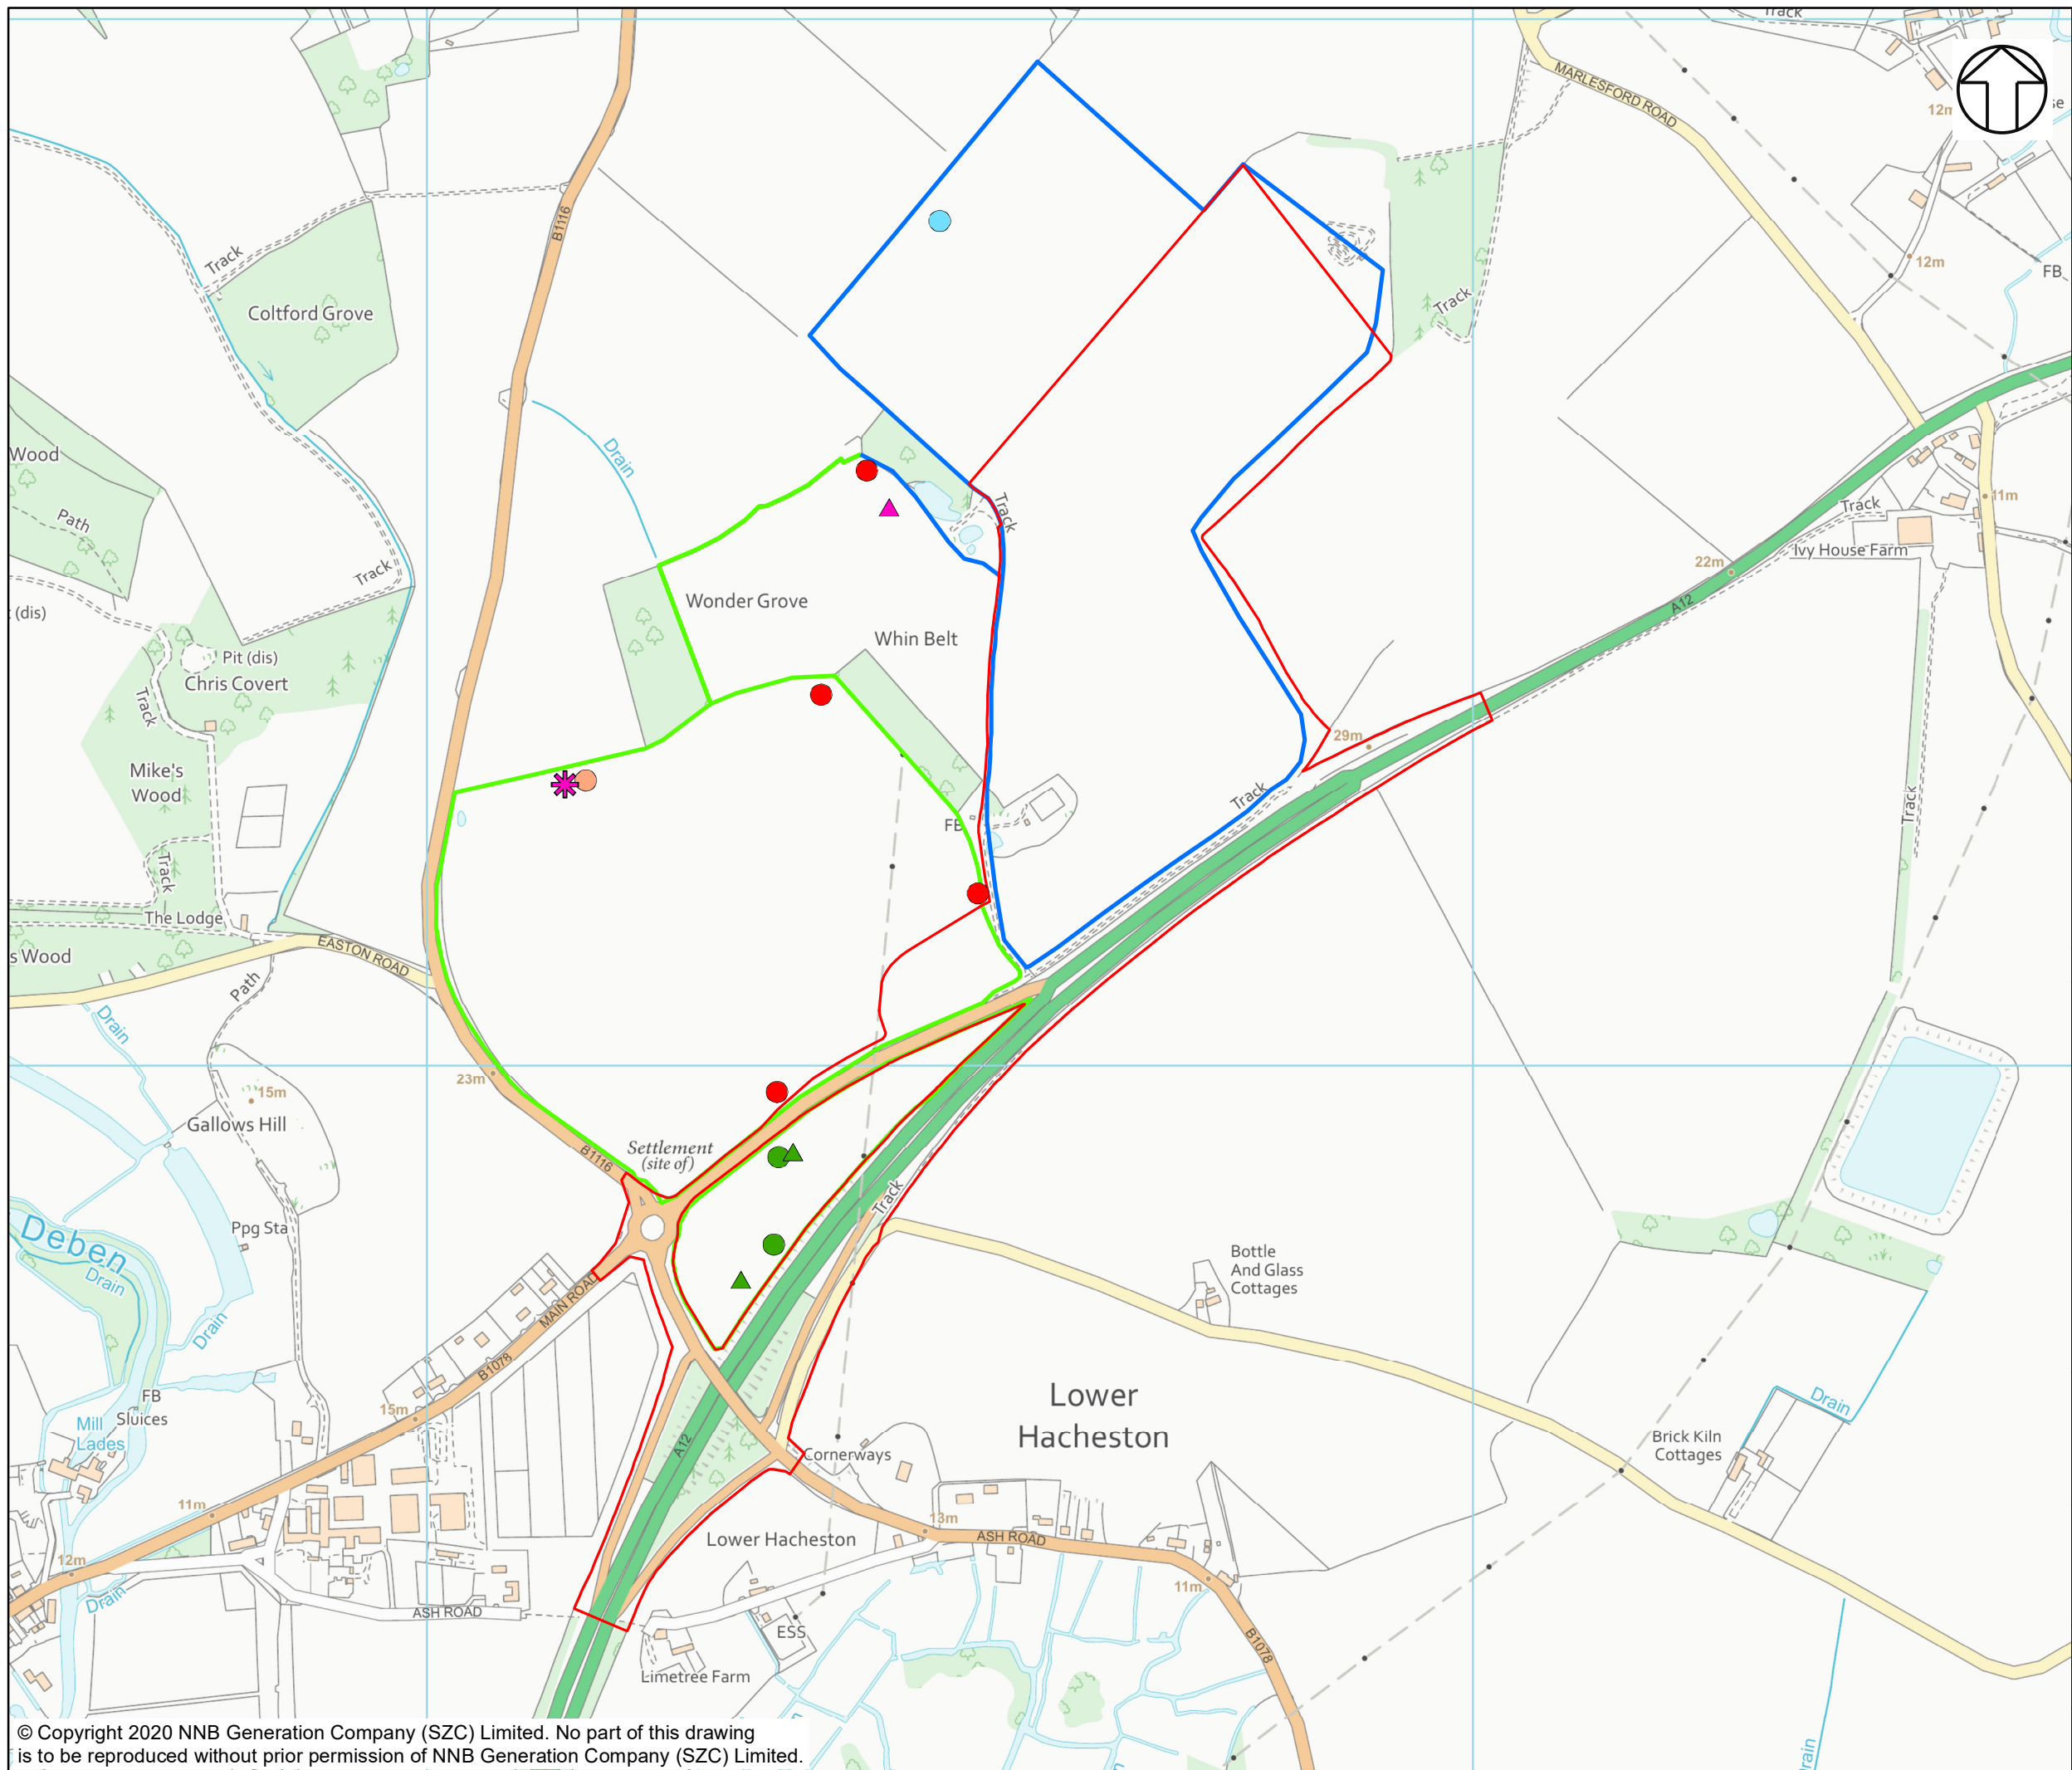 Track
MARLESFORD ROAD
12m
B1116
Track
12m
FB
Coltford Grove
Track
Drain
Wood
Path
Track
11m
Track
Ivy House Farm
22m
A12
Track
Wonder Grove
(dis)
Whin Belt
Pit (dis)
Chris Covert
Track
29m
Mike's
Wood
Track
Track
FB
Track
The Lodge
EASTON ROAD
s Wood
Path
Drain
23m
15m
Gallows Hill
Settlement
(site of)
B1116
Track
Deben
Drain
Ppg Sta
Bottle
And Glass
Cottages
MAIN ROAD
Drain
B1078
FB
Sluices
15m
Mill
Lades
Lower
Hacheston
Drain
Brick Kiln
Cottages
A12
Cornerways
11m
13m
ASH ROAD
Lower Hacheston
12m
Drain
11m
ASH ROAD
ESS
B1078
Limetree Farm
© Copyright 2020 NNB Generation Company (SZC) Limited. No part of this drawing
is to be reproduced without prior permission of NNB Generation Company (SZC) Limited.